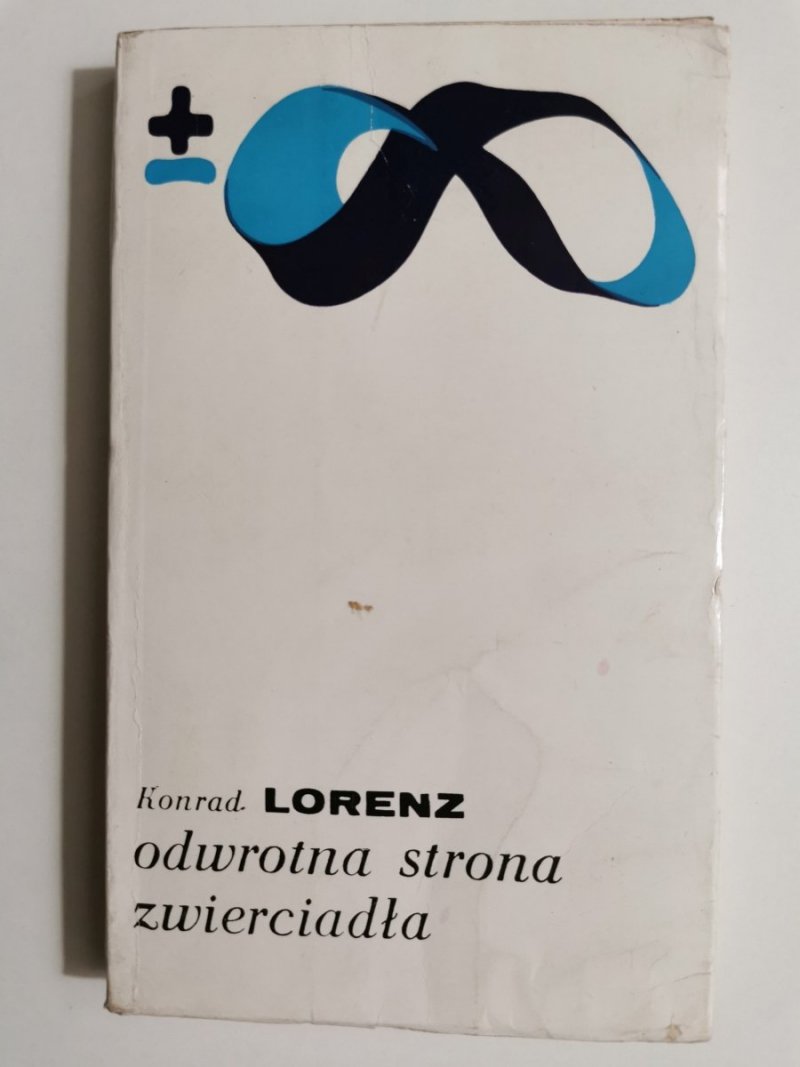 ±
Konrad LORENZ
odwrotna strona
zwierciadła